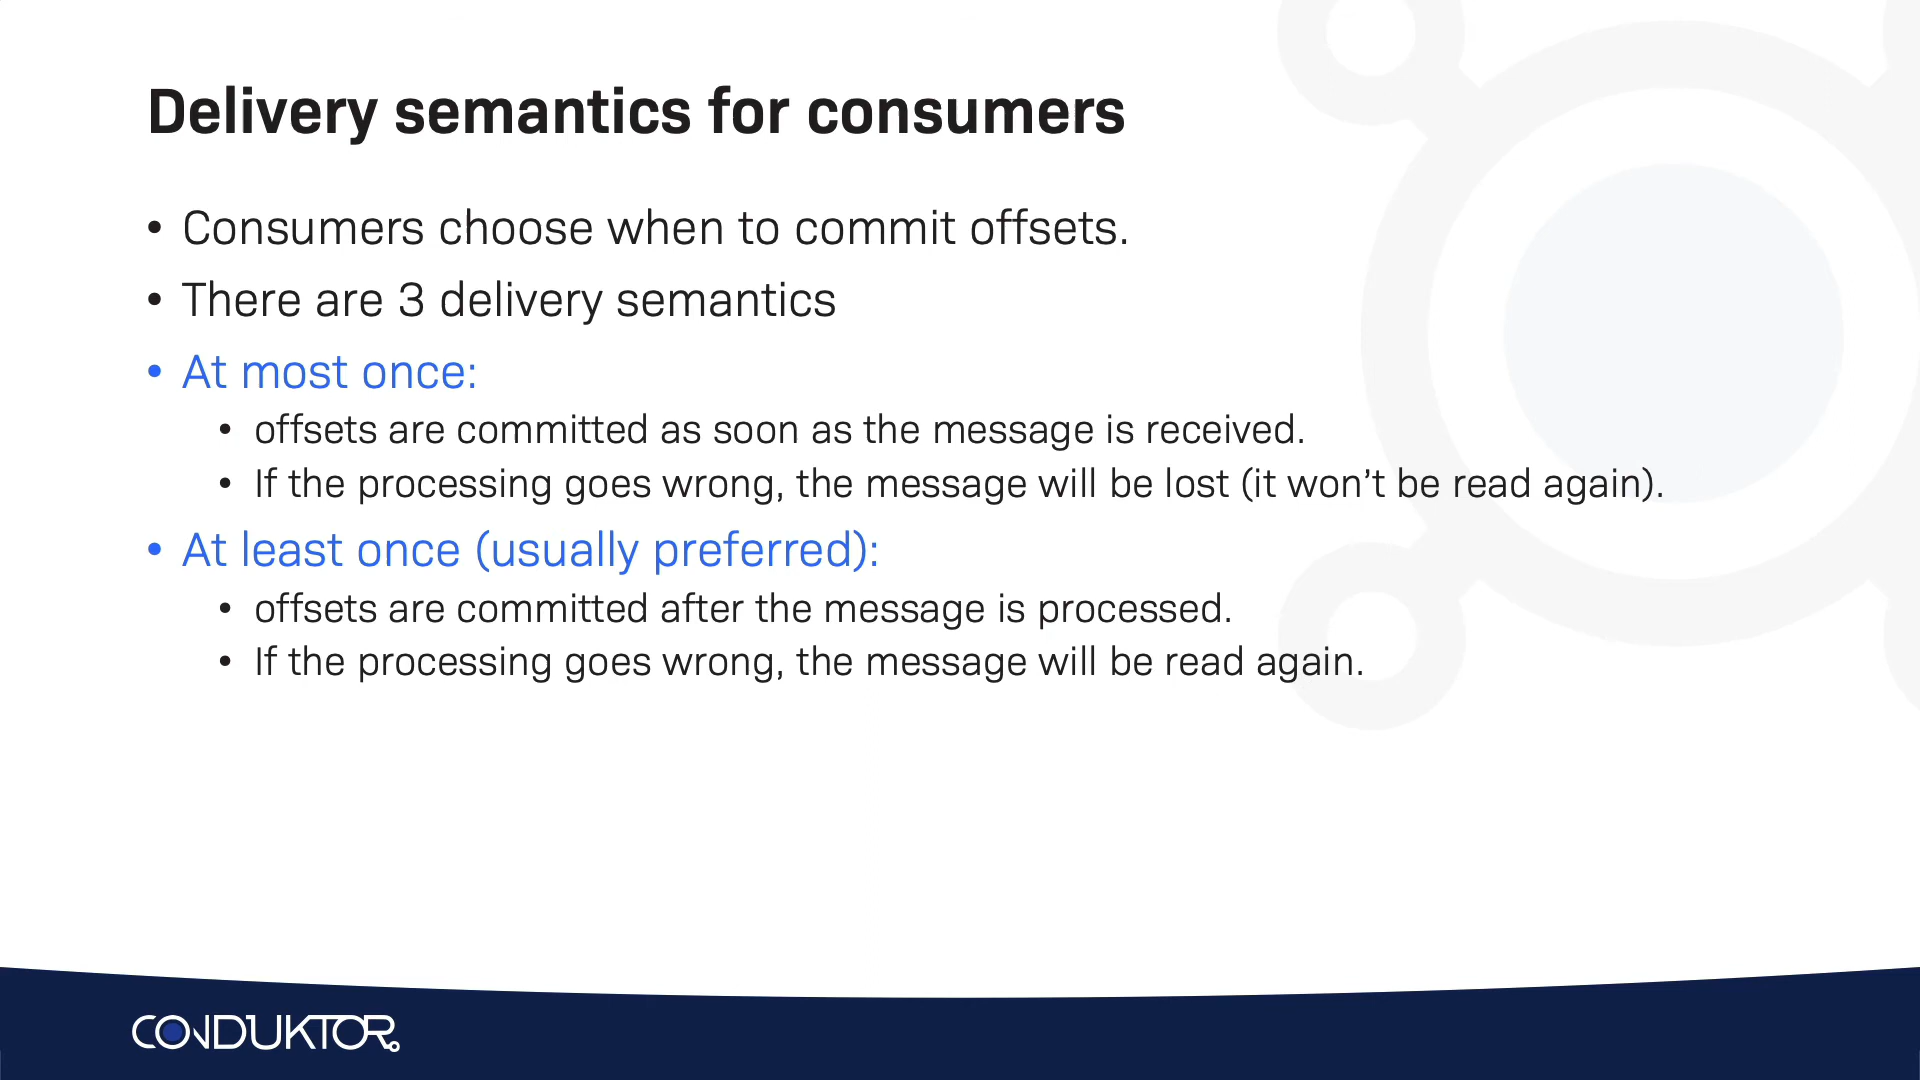 Delivery semantics for consumers
• Consumers choose when to commit offsets.
• There are 3 delivery semantics
• At most once:
• offsets are committed as soon as the message is received.
• If the processing goes wrong, the message will be lost (it won’t be read again).
• At least once (usually preferred):
• offsets are committed after the message is processed.
• If the processing goes wrong, the message will be read again.
CONDUKTOR